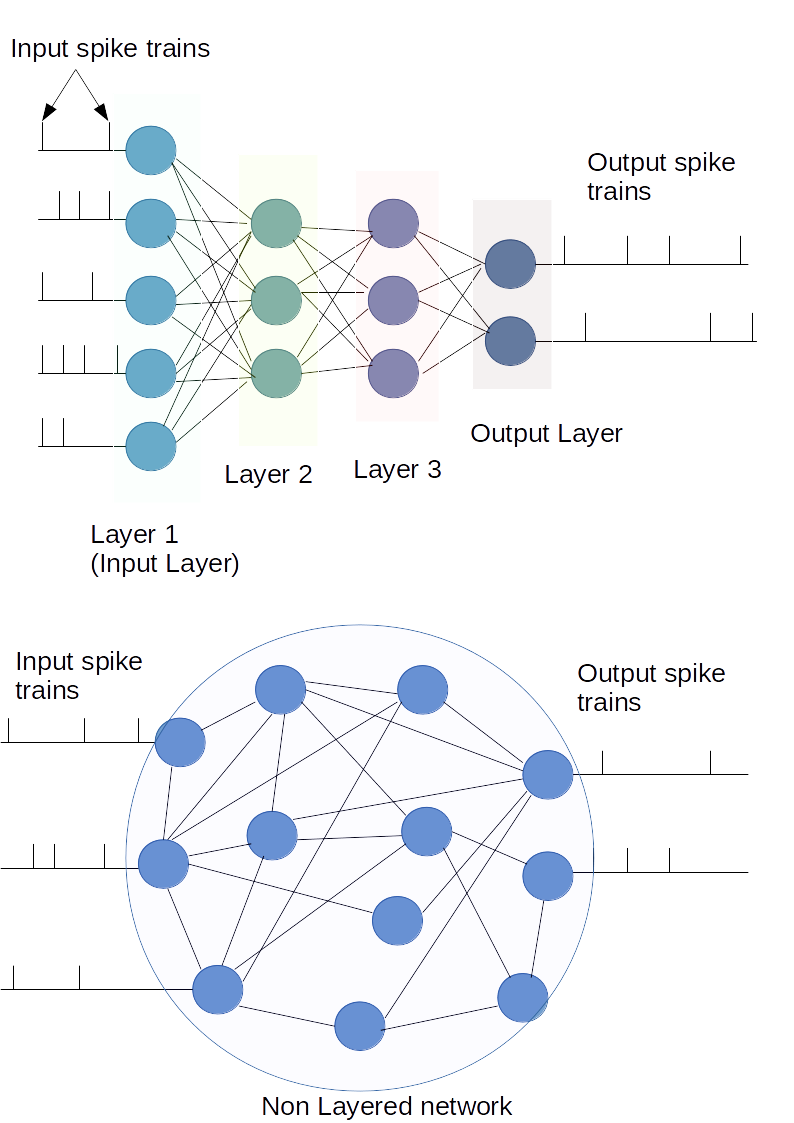 Input spike trains
Output spike
trains
Output Layer
Layer 3
Layer 2
Layer 1
(Input Layer)
Input spike
trains
Output spike
trains
Non Layered network